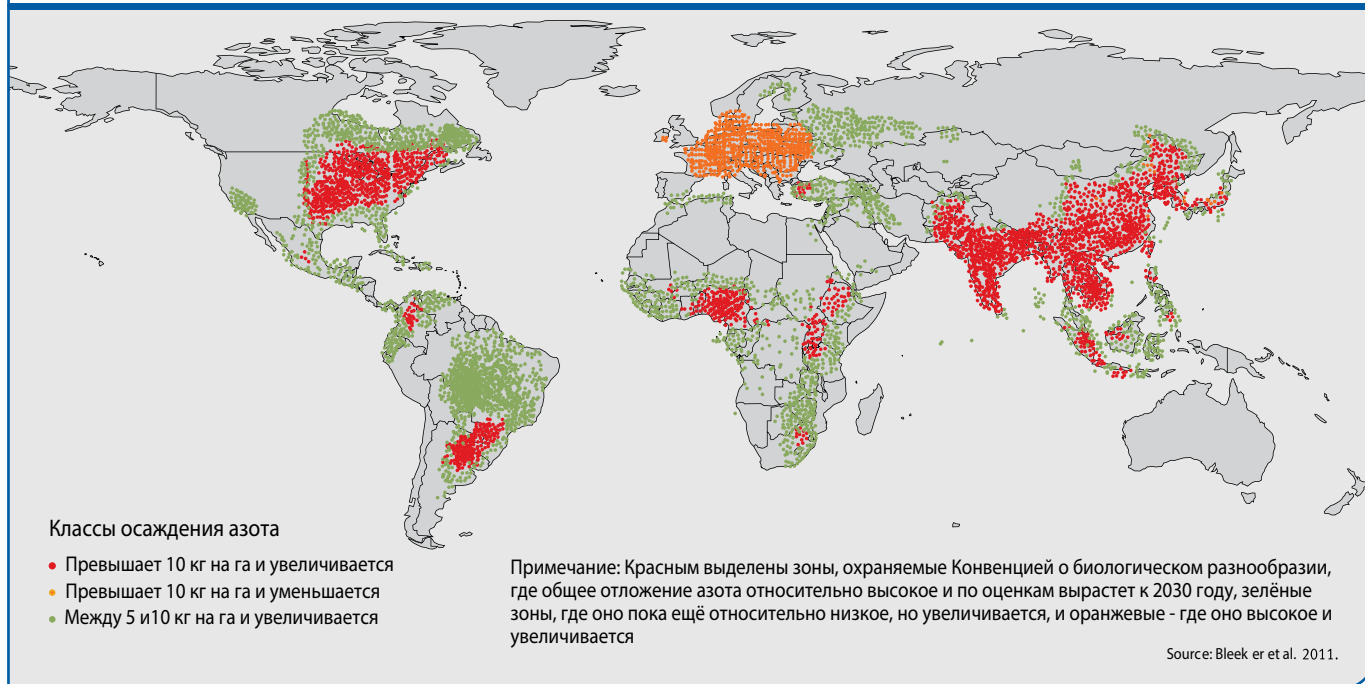 Классы осаждения азота
Превышает 10 кг на га и увеличивается
Превышает 10 кг на га и уменьшается
Между 5 и10 кг на га и увеличивается
Примечание: Красным выделены зоны, охраняемые Конвенцией о биологическом разнообразии,
где общее отложение азота относительно высокое и по оценкам вырастет к 2030 году, зелёные
зоны, где оно пока ещё относительно низкое, но увеличивается, и оранжевые - где оно высокое и
увеличивается
Source: Bleek er et al. 2011.